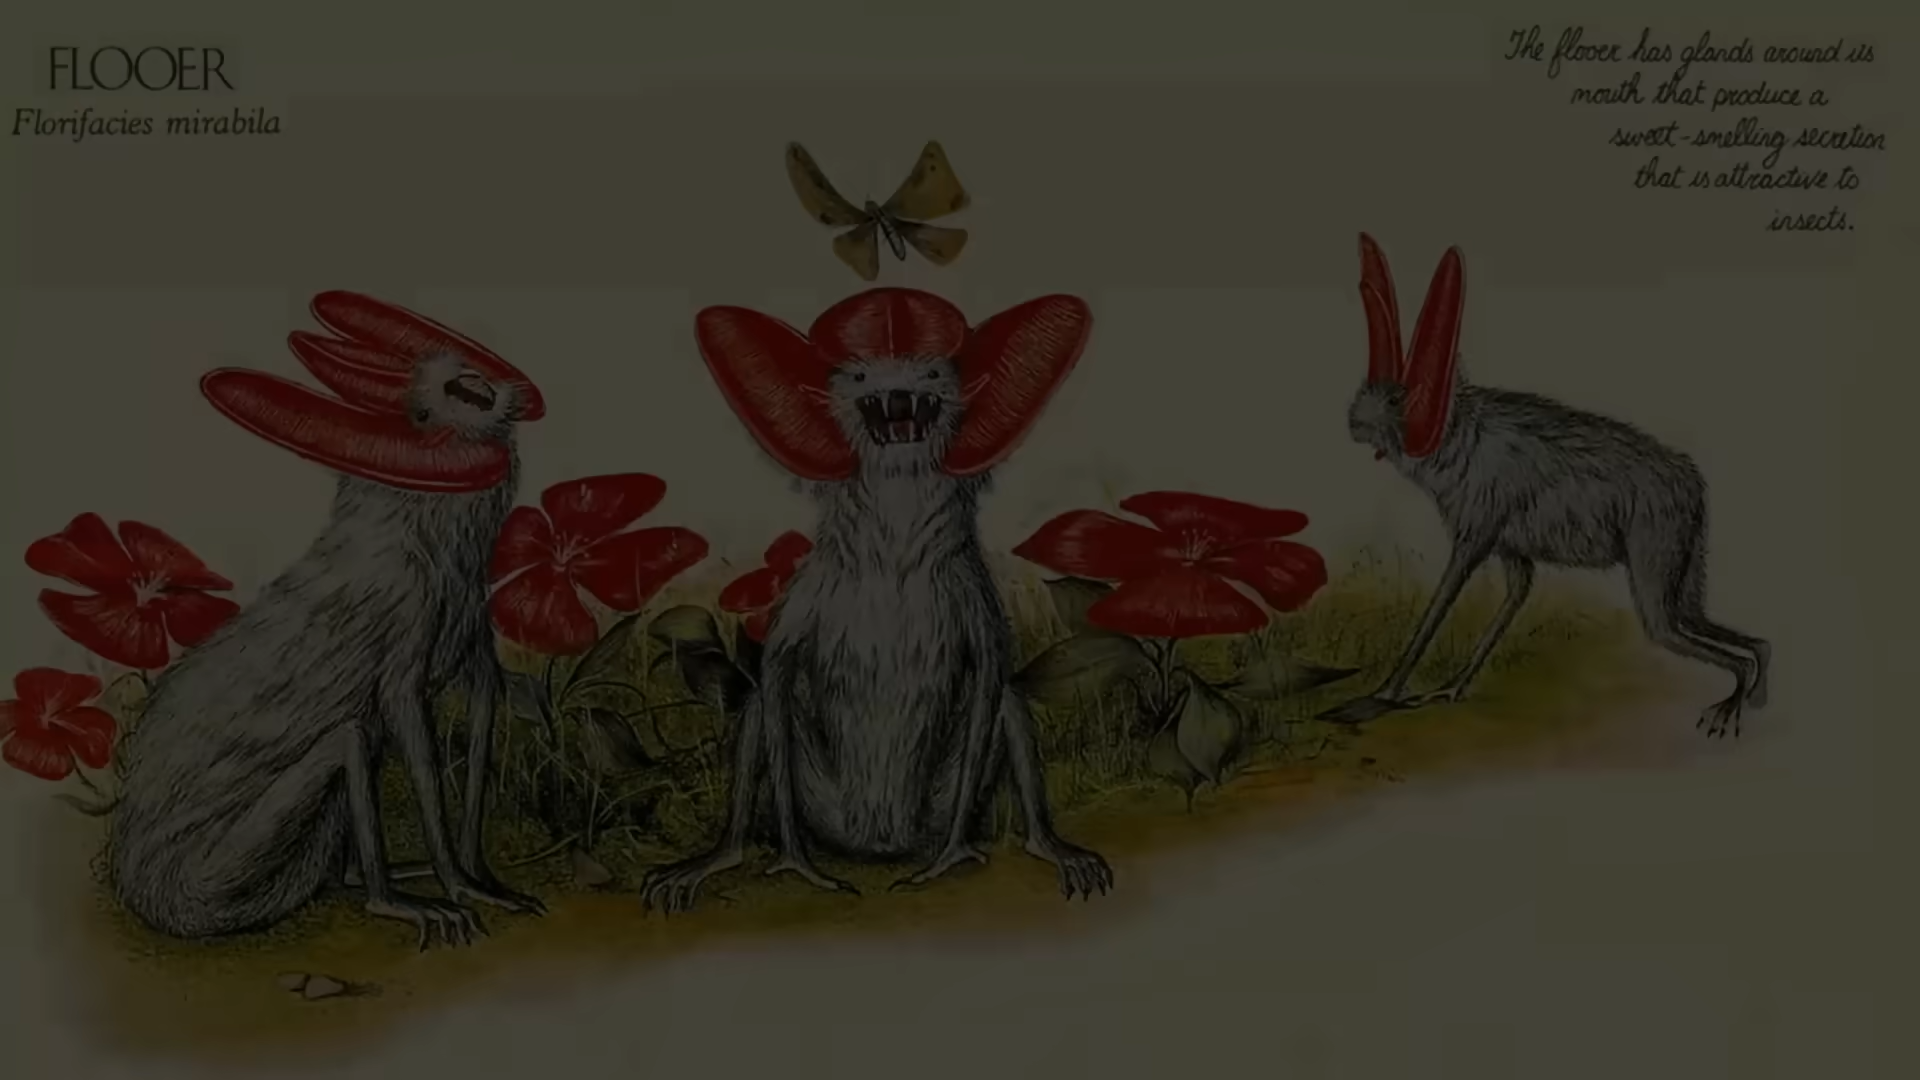 FLOOER
Florifacies mirabila
The flooer has glands around its
mouth that produce a
sweet-smelling secretion
that is attractive to
insects.